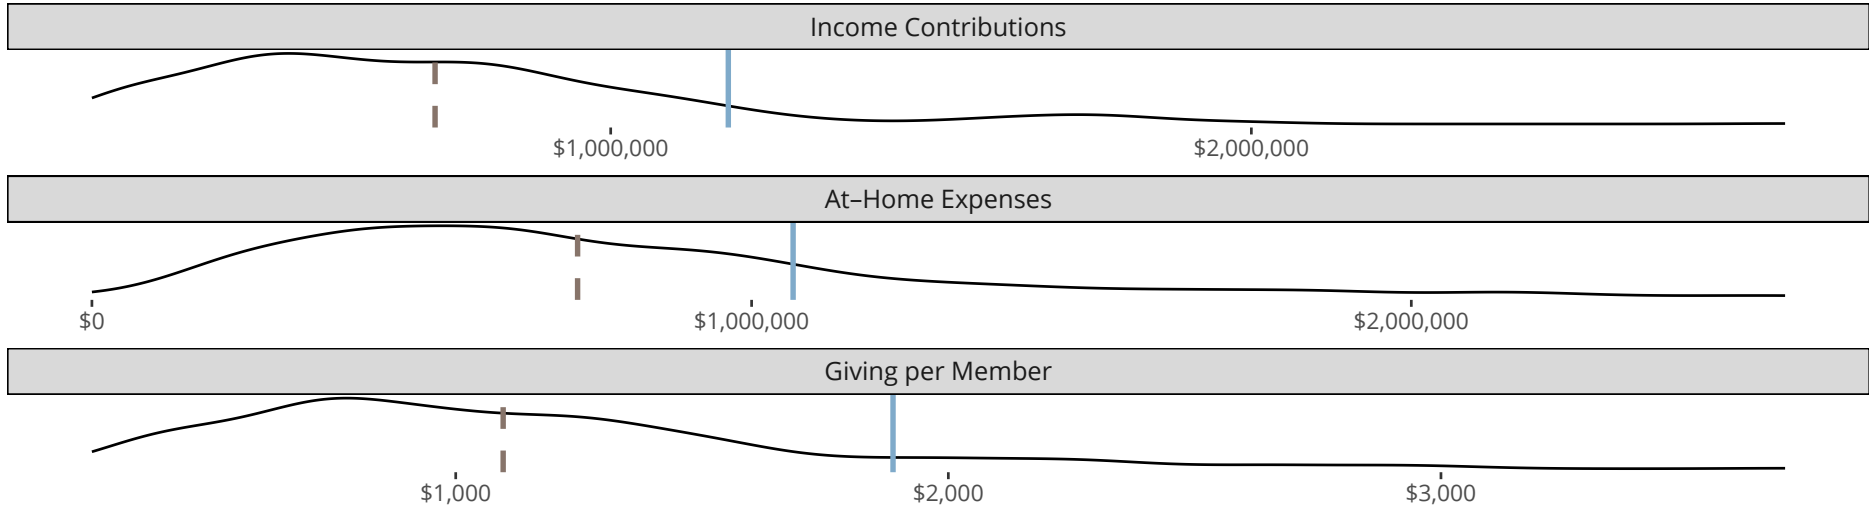 Income Contributions
$1,000,000 $2,000,000
At–Home Expenses
$0 $1,000,000 $2,000,000
Giving per Member
$1,000 $2,000 $3,000